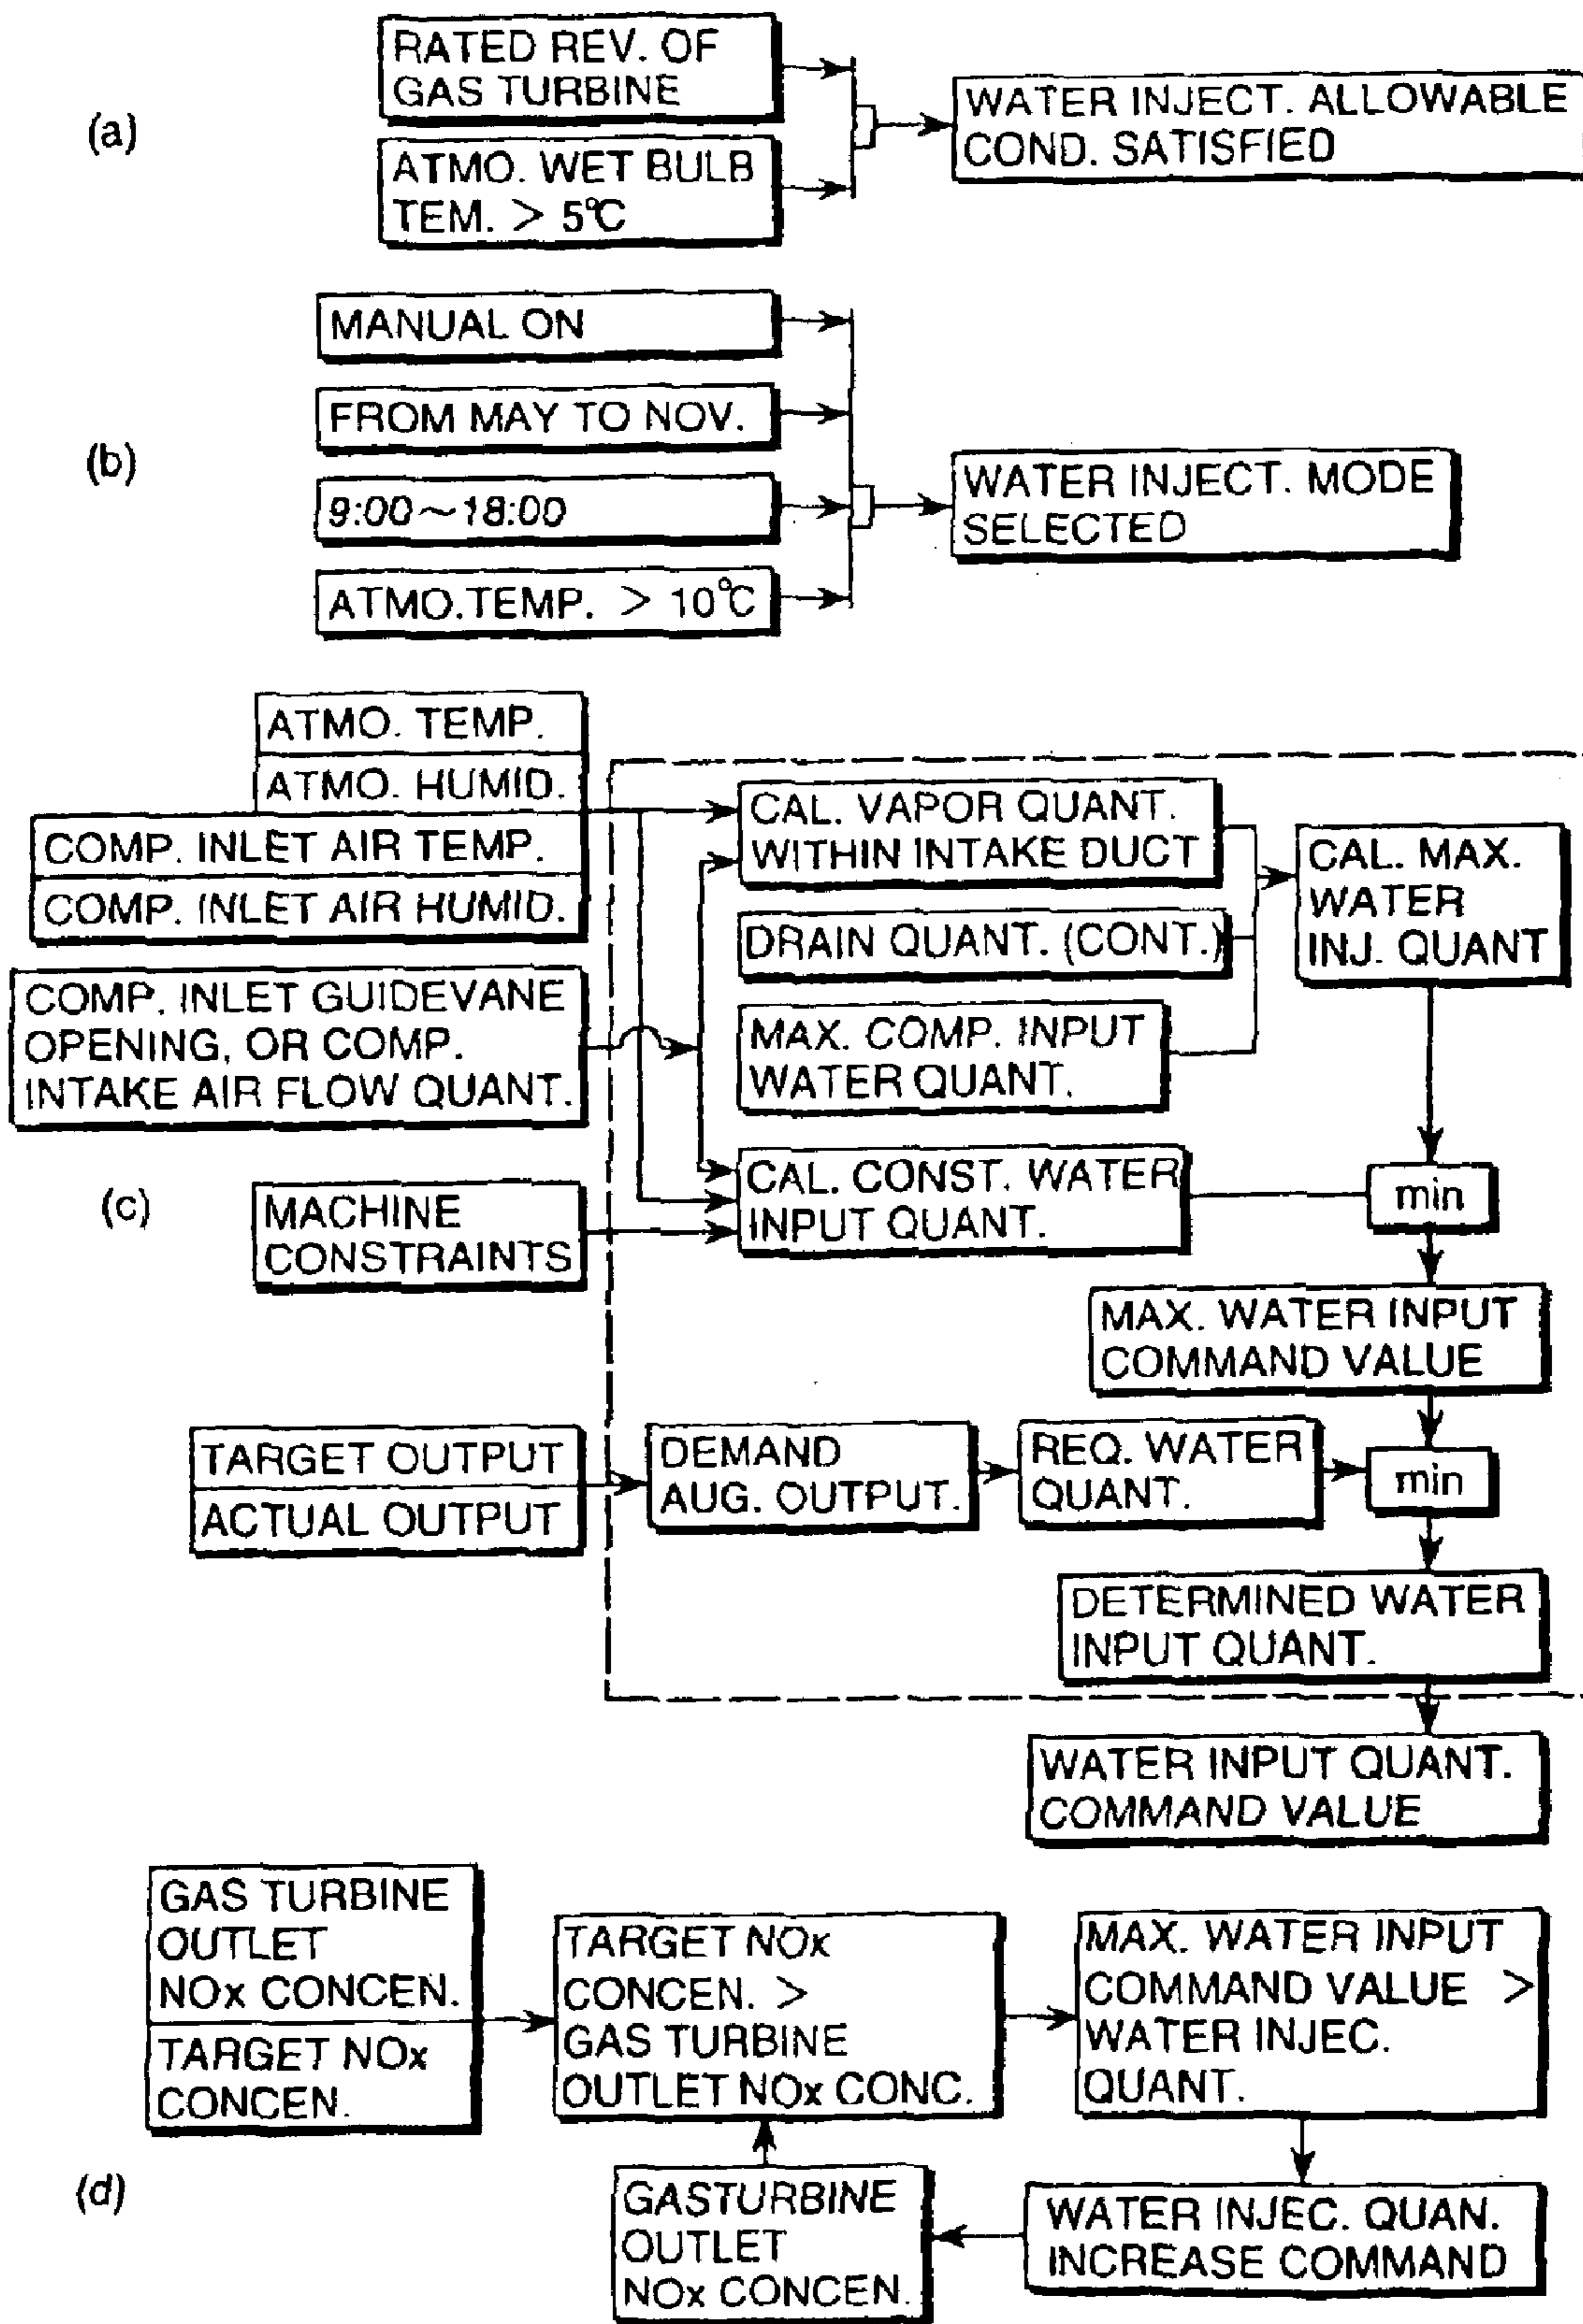 (a)
RATED REV. OF
GAS TURBINE
ATMO. WET BULB
TEM. > 5℃
WATER INJECT. ALLOWABLE
COND. SATISFIED
(b)
MANUAL ON
FROM MAY TO NOV.
9:00～18:00
ATMO.TEMP. > 10℃
WATER INJECT. MODE
SELECTED
(c)
ATMO. TEMP.
ATMO. HUMID.
COMP. INLET AIR TEMP.
COMP. INLET AIR HUMID.
COMP. INLET GUIDEVANE
OPENING, OR COMP.
INTAKE AIR FLOW QUANT.
MACHINE
CONSTRAINTS
CAL. VAPOR QUANT.
WITHIN INTAKE DUCT
DRAIN QUANT. (CONT.)
MAX. COMP. INPUT
WATER QUANT.
CAL. CONST. WATER
INPUT QUANT.
CAL. MAX.
WATER
INJ. QUANT
min
MAX. WATER INPUT
COMMAND VALUE
TARGET OUTPUT
ACTUAL OUTPUT
DEMAND
AUG. OUTPUT.
REQ. WATER
QUANT.
min
DETERMINED WATER
INPUT QUANT.
WATER INPUT QUANT.
COMMAND VALUE
(d)
GAS TURBINE
OUTLET
NOx CONCEN.
TARGET NOx
CONCEN.
TARGET NOx
CONCEN. >
GAS TURBINE
OUTLET NOx CONC.
MAX. WATER INPUT
COMMAND VALUE >
WATER INJEC.
QUANT.
GASTURBINE
OUTLET
NOx CONCEN.
WATER INJEC. QUAN.
INCREASE COMMAND